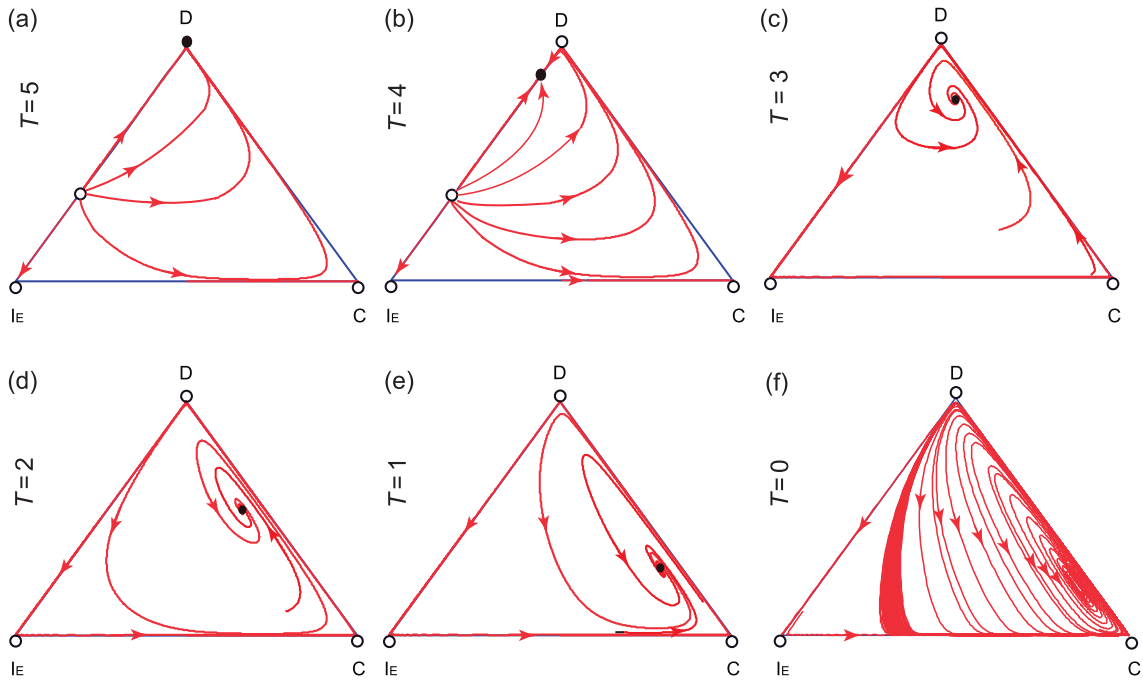 (a)
D
T = 5
IE
C
(b)
D
T = 4
IE
C
(c)
D
T = 3
IE
C
(d)
D
T = 2
IE
C
(e)
D
T = 1
IE
C
(f)
D
T = 0
IE
C